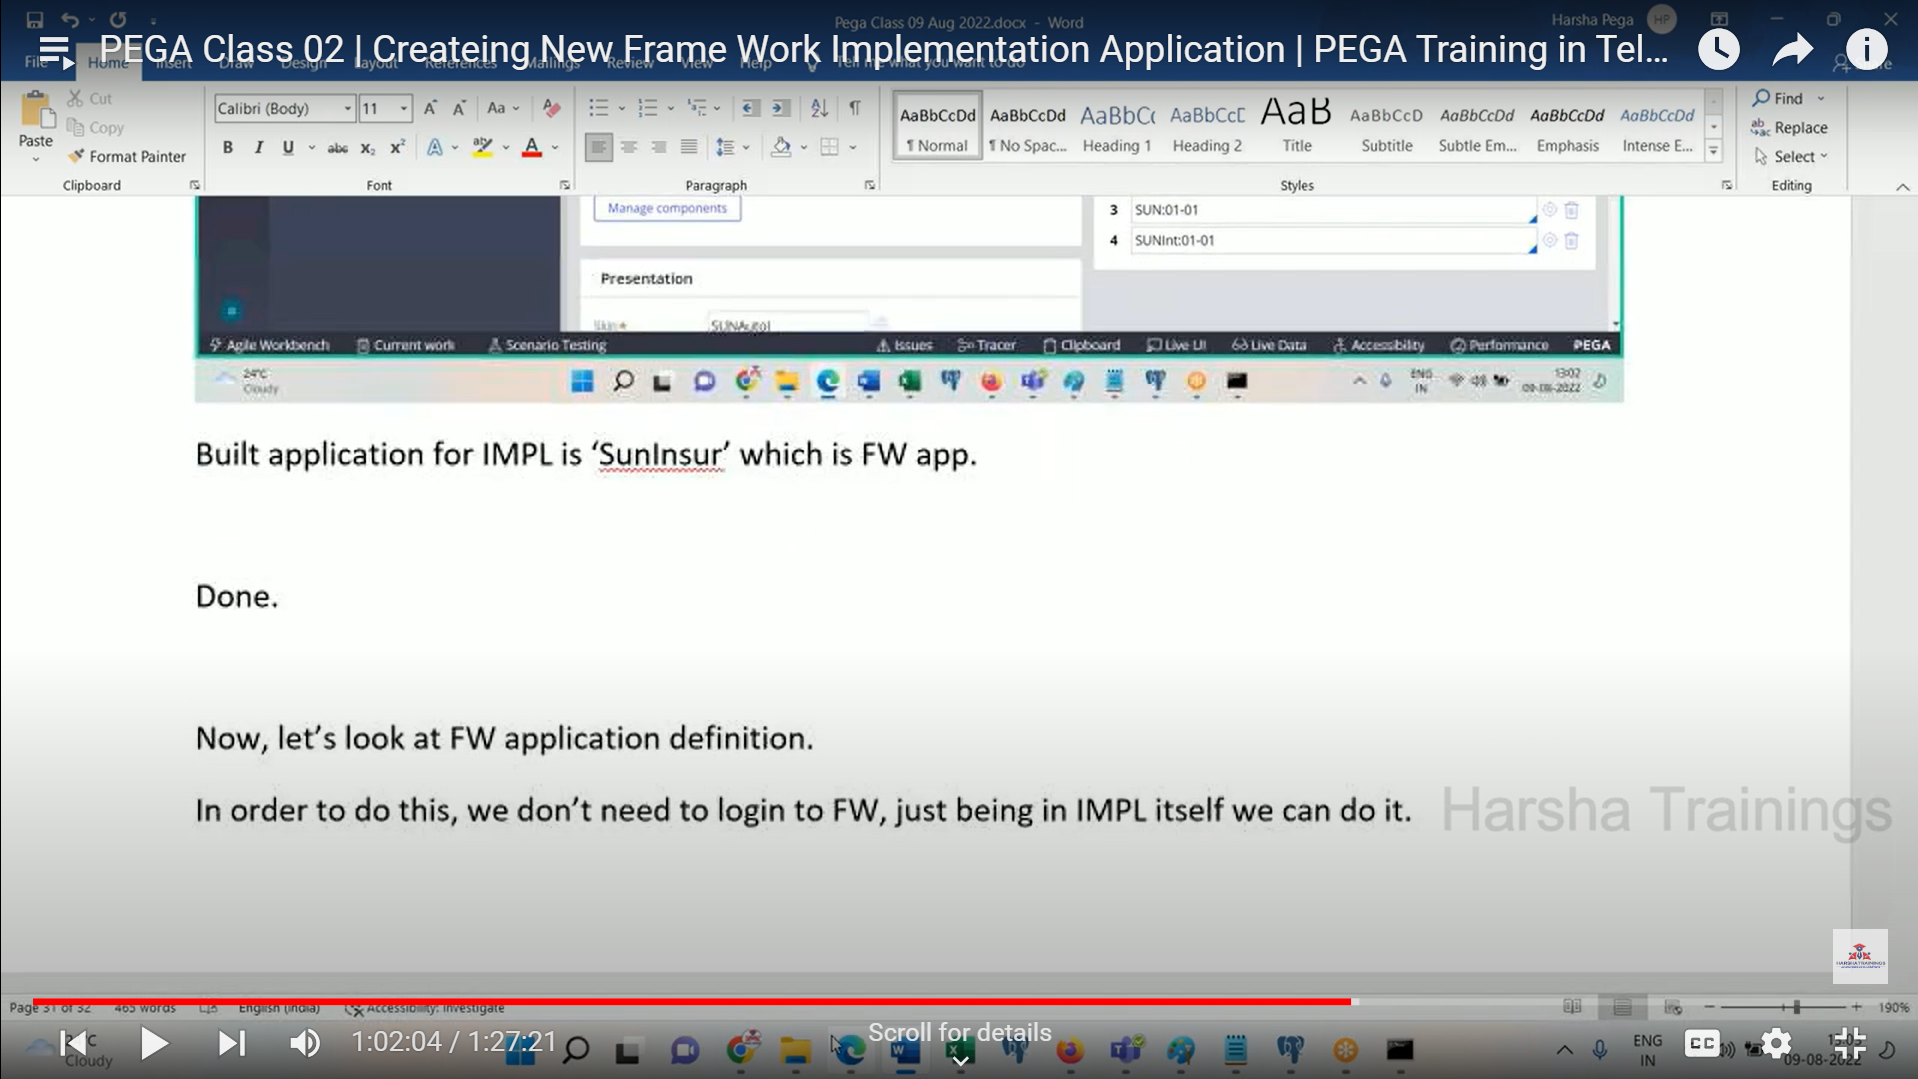 Pega Class 09 Aug 2022.docx - Word
Harsha Pega
HP
PEGA Class 02 | Createing New Frame Work Implementation Application | PEGA Training in Tel...
File Home Insert Draw Design Layout References Mailings Review View Help Tell me what you want to do
Cut
Copy
Paste
Format Painter
Clipboard
Calibri (Body) 11
Font
Paragraph
AaBbCcDd AaBbCcDd AaBbC AaBbCcE AaB AaBbCcD AaBbCcDd AaBbCcDd AaBbCcDd
¶ Normal ¶ No Spac... Heading 1 Heading 2 Title Subtitle Subtle Em... Emphasis Intense E...
Styles
Find
Replace
Select
Editing
Manage components
3 SUN:01-01
4 SUNInt:01-01
Presentation
Skin*
SUNAutoI
Agile Workbench Current work Scenario Testing Issues Tracer Clipboard Live UI Live Data Accessibility Performance PEGA
24°C
Cloudy
ENG
IN
13:02
09-08-2022
Built application for IMPL is ‘SunInsur’ which is FW app.
Done.
Now, let’s look at FW application definition.
In order to do this, we don’t need to login to FW, just being in IMPL itself we can do it.
Harsha Trainings
HARSHA TRAININGS
Page 31 of 32 465 words English (India) Accessibility: Investigate
190%
1:02:04 / 1:27:21
Scroll for details
Cloudy
ENG
IN
CC
09-08-2022